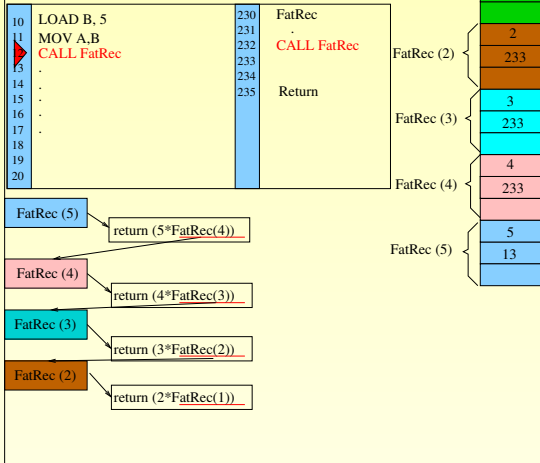 10 LOAD B, 5
11 MOV A,B
CALL FatRec
13 .
14 .
15 .
16 .
17 .
18
19
20
230 FatRec
231 .
232 CALL FatRec
233
234
235 Return
FatRec (2)
2
233
FatRec (3)
3
233
FatRec (4)
4
233
FatRec (5)
5
13
FatRec (5)
return (5*FatRec(4))
FatRec (4)
return (4*FatRec(3))
FatRec (3)
return (3*FatRec(2))
FatRec (2)
return (2*FatRec(1))